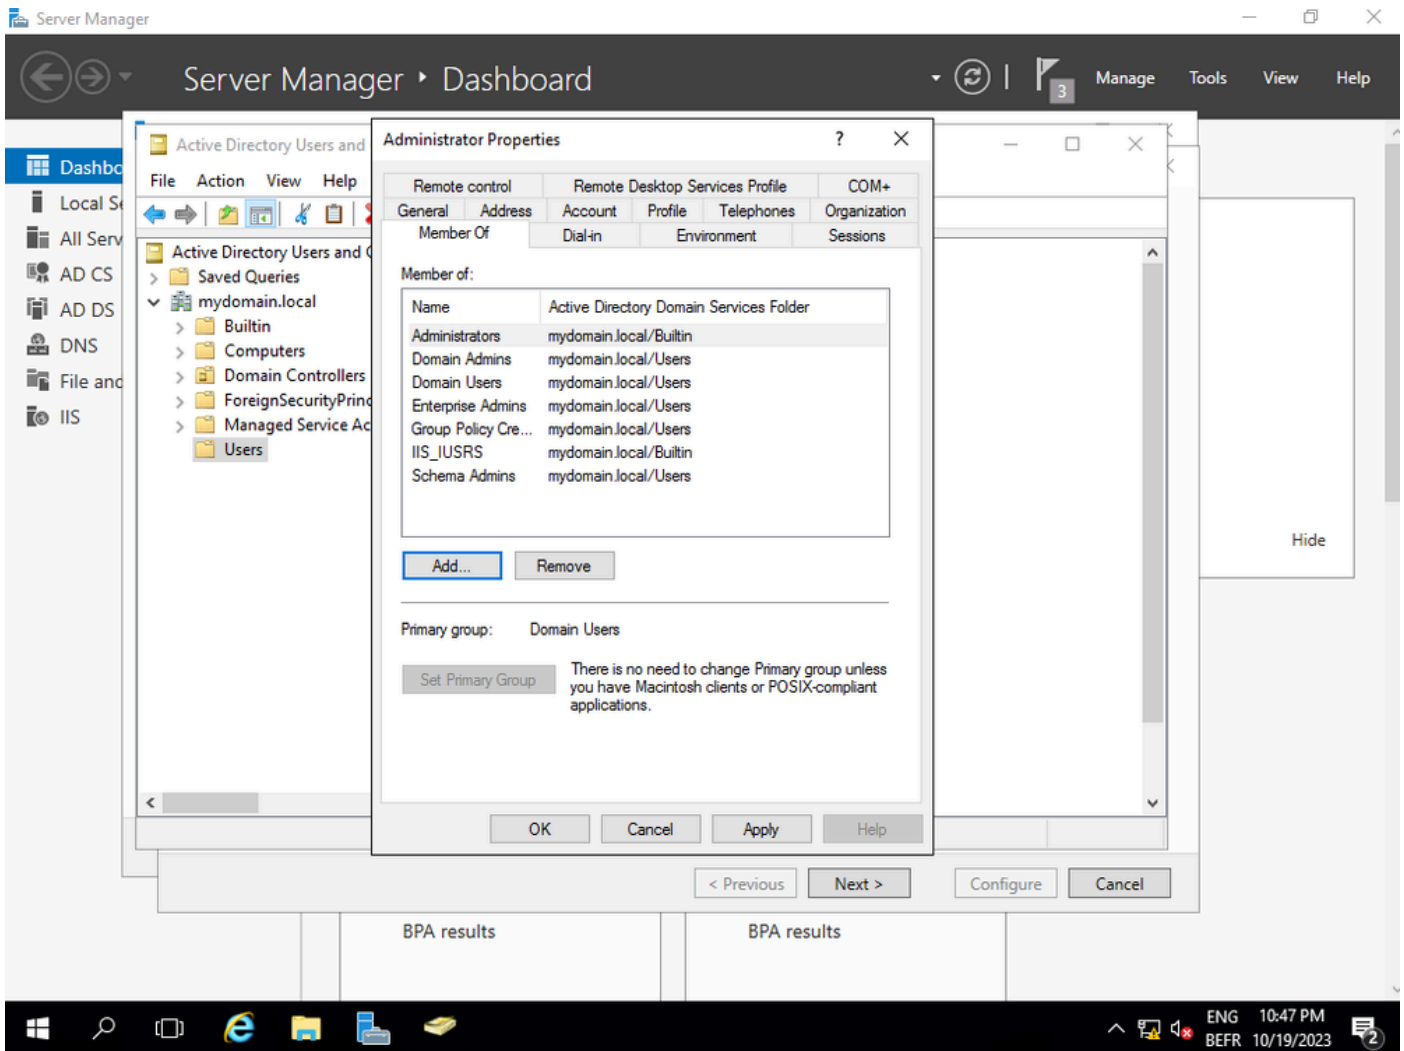 Server Manager
Server Manager • Dashboard
3
Manage Tools View Help
Dashbo
Local Se
All Serv
AD CS
AD DS
DNS
File and
IIS
Active Directory Users and
File Action View Help
Active Directory Users and C
Saved Queries
mydomain.local
Builtin
Computers
Domain Controllers
ForeignSecurityPrinc
Managed Service Ac
Users
Administrator Properties
?
Remote control Remote Desktop Services Profile COM+
General Address Account Profile Telephones Organization
Member Of Dial-in Environment Sessions
Member of:
Name Active Directory Domain Services Folder
Administrators mydomain.local/Builtin
Domain Admins mydomain.local/Users
Domain Users mydomain.local/Users
Enterprise Admins mydomain.local/Users
Group Policy Cre... mydomain.local/Users
IIS_IUSRS mydomain.local/Builtin
Schema Admins mydomain.local/Users
Add... Remove
Primary group: Domain Users
Set Primary Group
There is no need to change Primary group unless
you have Macintosh clients or POSIX-compliant
applications.
OK Cancel Apply Help
Hide
< Previous Next > Configure Cancel
BPA results BPA results
ENG 10:47 PM
BEFR 10/19/2023
2